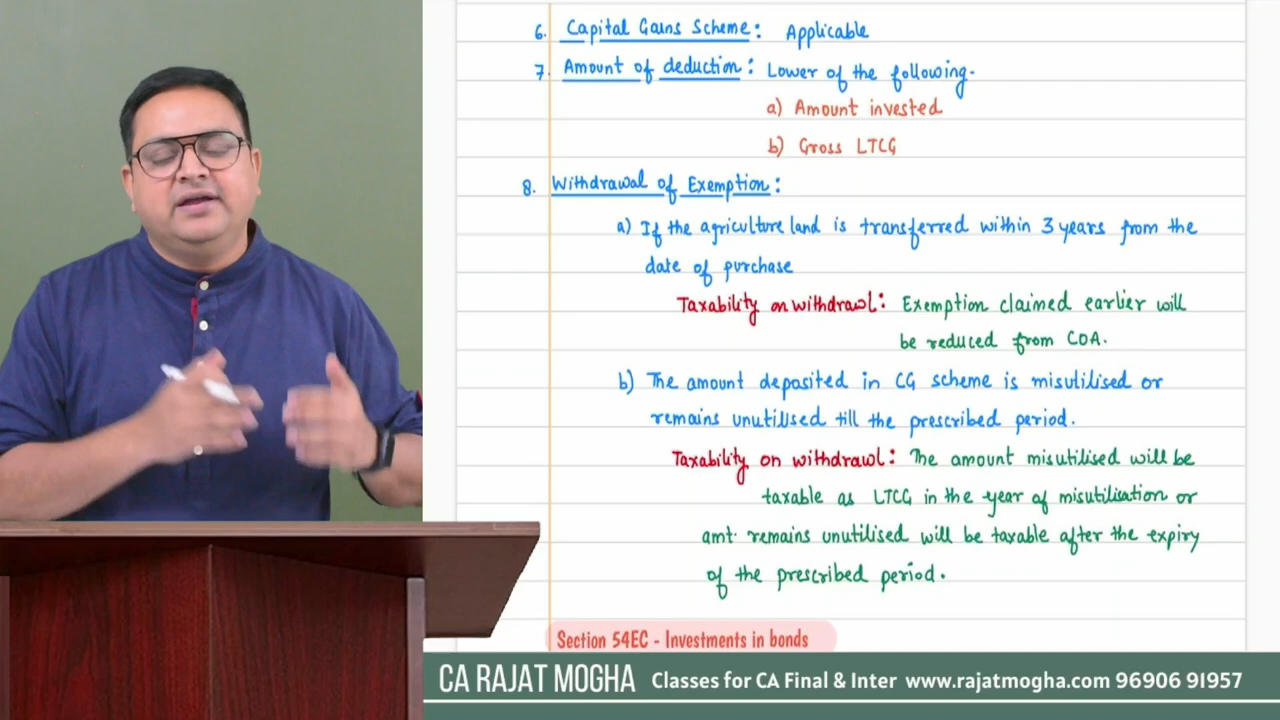 6. Capital Gains Scheme: Applicable
7. Amount of deduction: Lower of the following.
a) Amount invested
b) Gross LTCG
8. Withdrawal of Exemption:
a) If the agriculture land is transferred within 3 years from the
date of purchase
Taxability on withdrawl: Exemption claimed earlier will
be reduced from COA.
b) The amount deposited in CG scheme is misutilised or
remains unutilised till the prescribed period.
Taxability on withdrawl: The amount misutilised will be
taxable as LTCG in the year of misutilisation or
amt. remains unutilised will be taxable after the expiry
of the prescribed period.
Section 54EC - Investments in bonds
CA RAJAT MOGHA Classes for CA Final & Inter www.rajatmogha.com 96906 91957